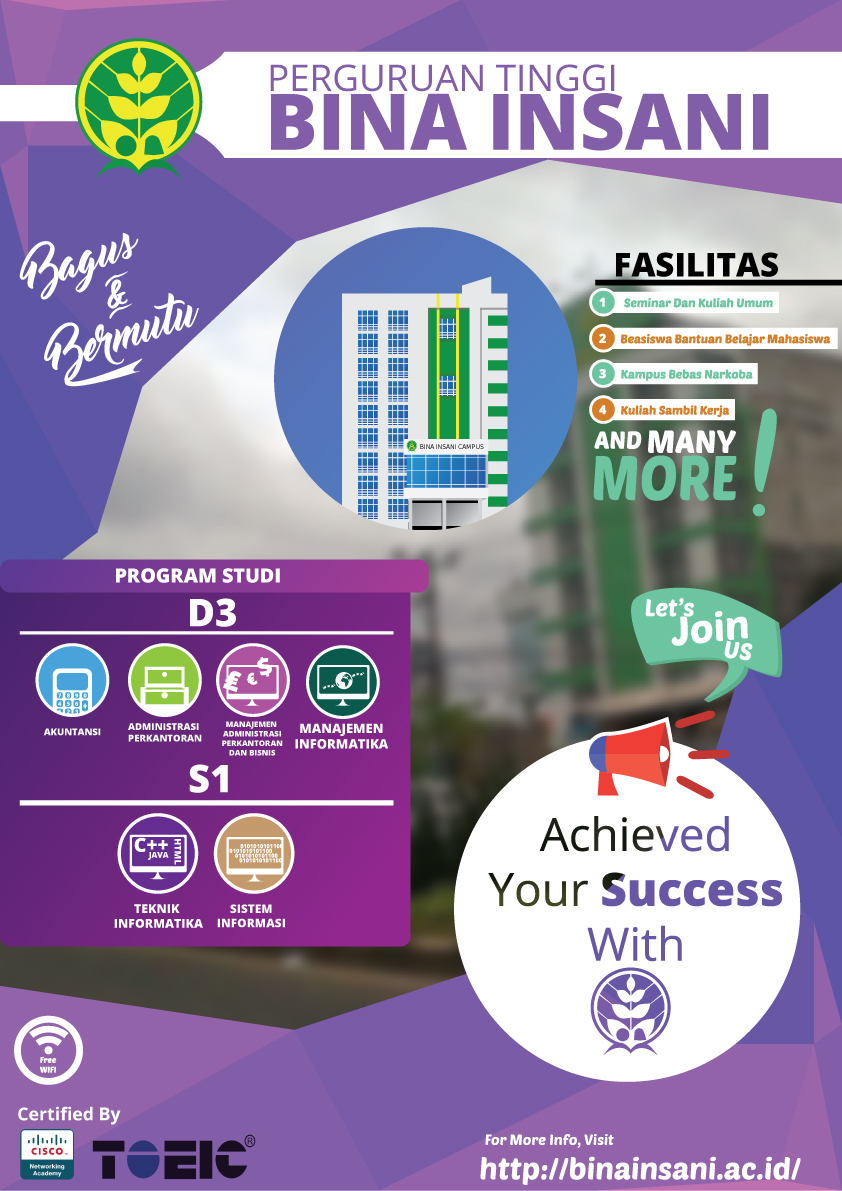 PERGURUAN TINGGI
BINA INSANI
Bagus
&
Bermutu
BINA INSANI CAMPUS
FASILITAS
1 Seminar Dan Kuliah Umum
2 Beasiswa Bantuan Belajar Mahasiswa
3 Kampus Bebas Narkoba
4 Kuliah Sambil Kerja
AND MANY
MORE!
PROGRAM STUDI
D3
AKUNTANSI
ADMINISTRASI
PERKANTORAN
MANAJEMEN
ADMINISTRASI
PERKANTORAN
DAN BISNIS
MANAJEMEN
INFORMATIKA
S1
C++
JAVA
HTML
TEKNIK
INFORMATIKA
SISTEM
INFORMASI
Let's
Join
us
Achieved
Your Success
With
Free
WIFI
Certified By
CISCO
Networking
Academy
TOEIC®
For More Info, Visit
http://binainsani.ac.id/